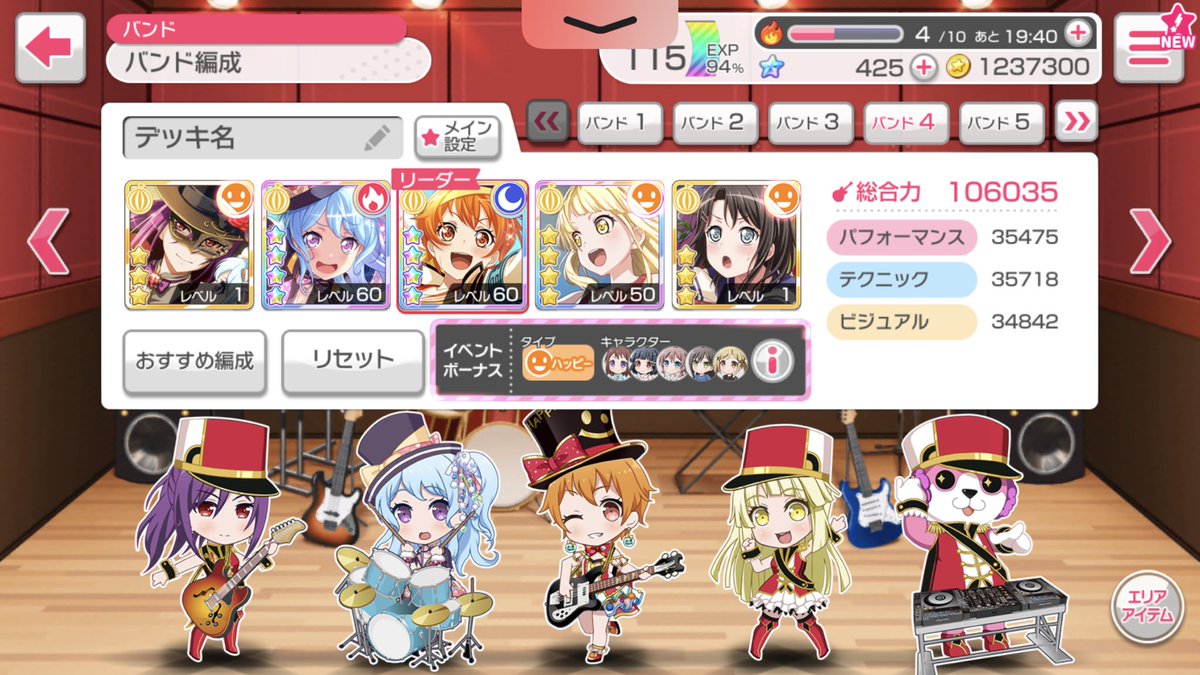 バンド
バンド編成
115
EXP
94%
4/10 あと 19:40
425
1237300
NEW
デッキ名
メイン
設定
バンド 1
バンド 2
バンド 3
バンド 4
バンド 5
リーダー
レベル 1
レベル 60
レベル 60
レベル 50
レベル 1
総合力 106035
パフォーマンス 35475
テクニック 35718
ビジュアル 34842
おすすめ編成
リセット
イベント
ボーナス
タイプ
ハッピー
キャラクター
エリア
アイテム